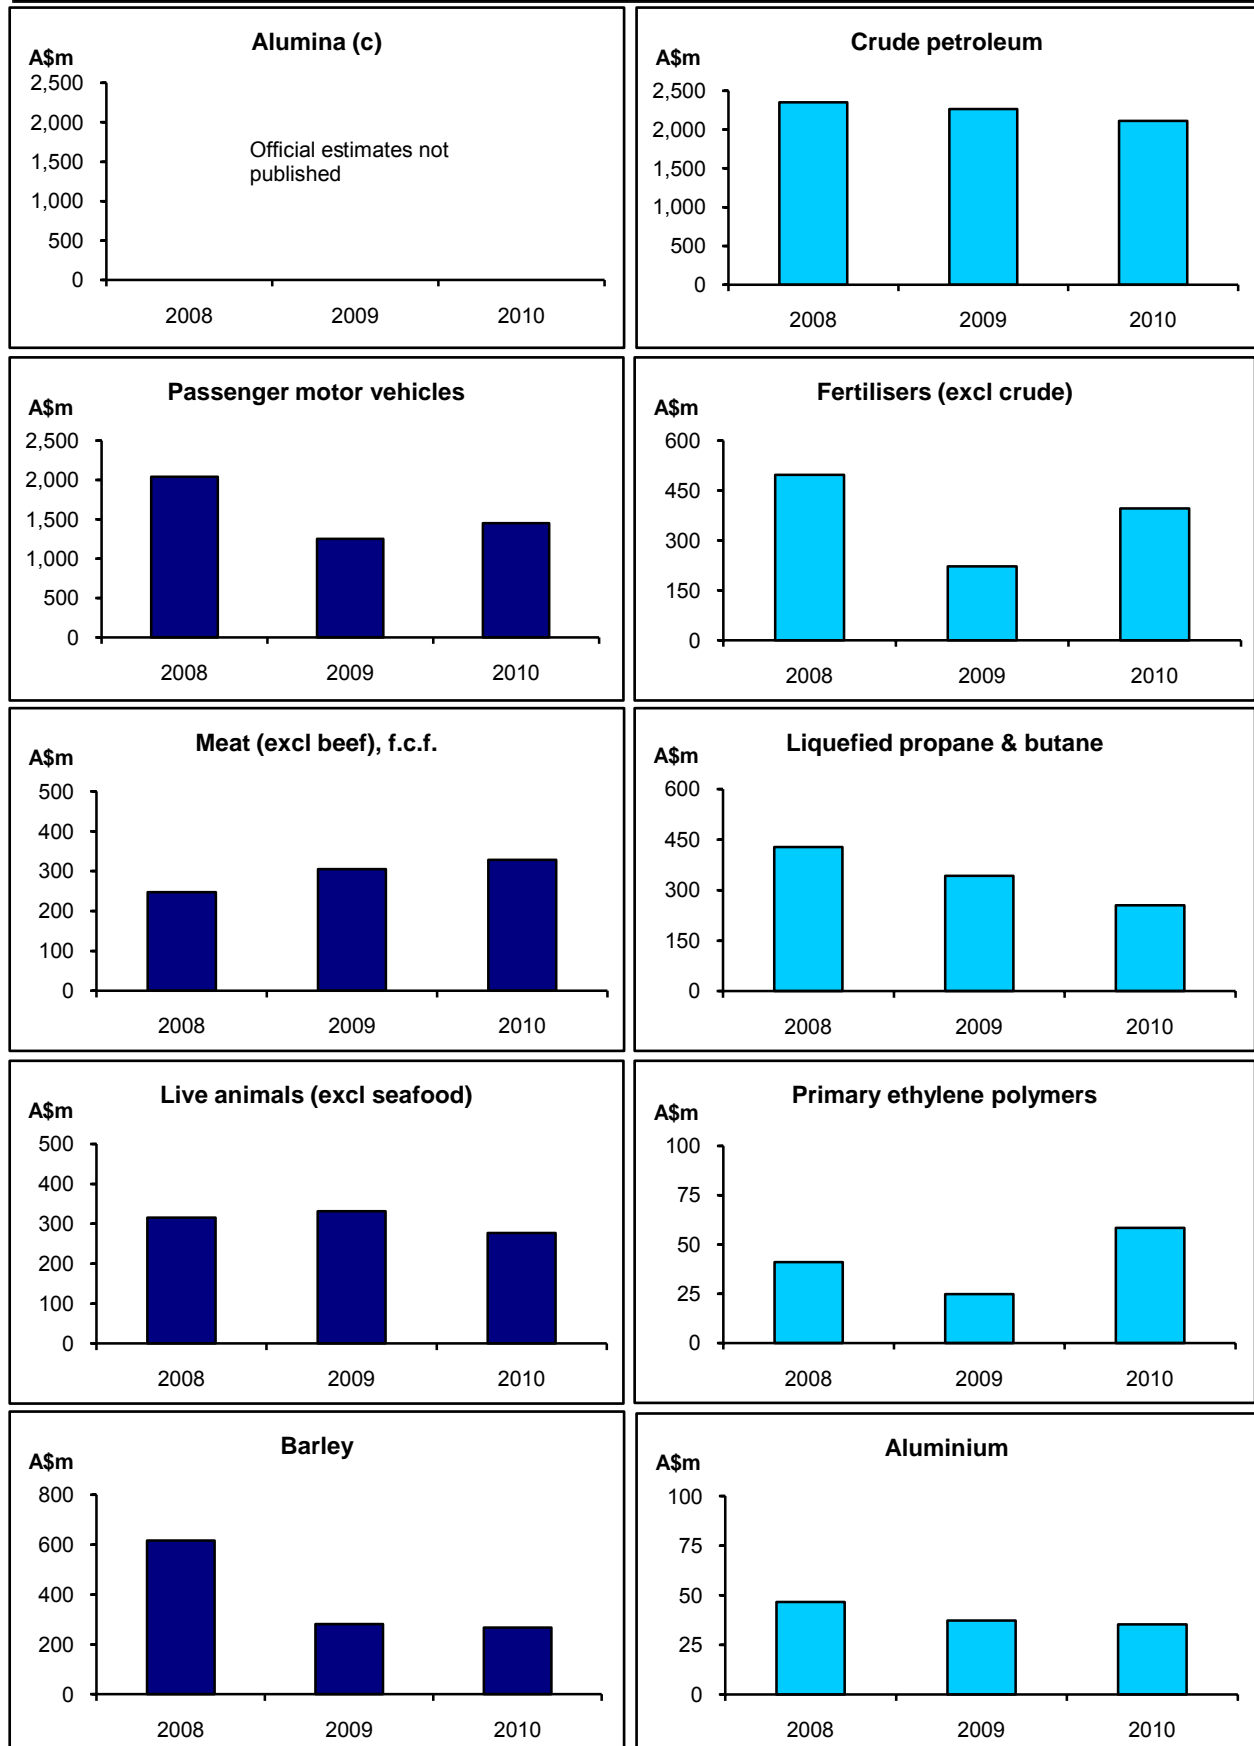 Alumina (c)
A$m
2,500
2,000
1,500
1,000
500
0
Official estimates not
published
2008 2009 2010
Crude petroleum
A$m
2,500
2,000
1,500
1,000
500
0
2008 2009 2010
Passenger motor vehicles
A$m
2,500
2,000
1,500
1,000
500
0
2008 2009 2010
Fertilisers (excl crude)
A$m
600
450
300
150
0
2008 2009 2010
Meat (excl beef), f.c.f.
A$m
500
400
300
200
100
0
2008 2009 2010
Liquefied propane & butane
A$m
600
450
300
150
0
2008 2009 2010
Live animals (excl seafood)
A$m
500
400
300
200
100
0
2008 2009 2010
Primary ethylene polymers
A$m
100
75
50
25
0
2008 2009 2010
Barley
A$m
800
600
400
200
0
2008 2009 2010
Aluminium
A$m
100
75
50
25
0
2008 2009 2010